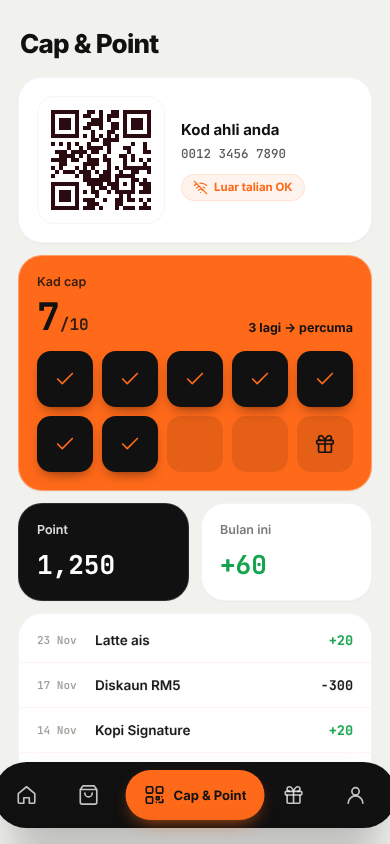 Cap & Point
Kod ahli anda
0012 3456 7890
Luar talian OK
Kad cap
7/10
3 lagi → percuma
Point
1,250
Bulan ini
+60
23 Nov Latte ais +20
17 Nov Diskaun RM5 -300
14 Nov Kopi Signature +20
Cap & Point